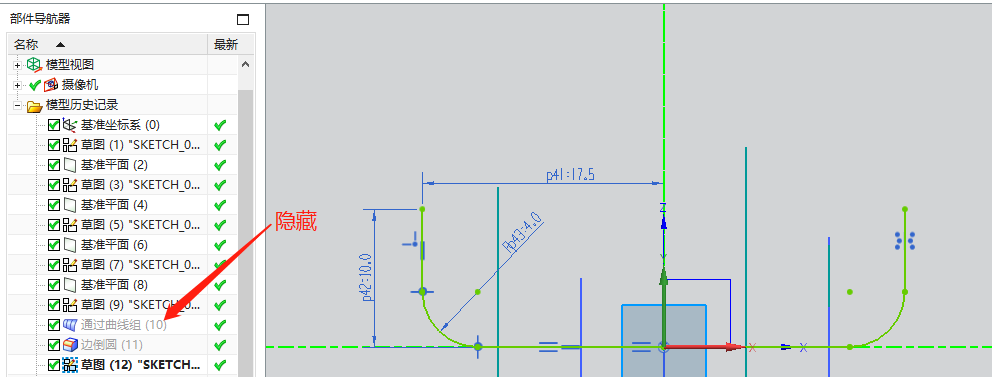 部件导航器
名称 最新
模型视图
摄像机
模型历史记录
基准坐标系 (0)
草图 (1) "SKETCH_0...
基准平面 (2)
草图 (3) "SKETCH_0...
基准平面 (4)
草图 (5) "SKETCH_0...
基准平面 (6)
草图 (7) "SKETCH_0...
基准平面 (8)
草图 (9) "SKETCH_0...
通过曲线组 (10)
边倒圆 (11)
草图 (12) "SKETCH...
隐藏
p41:17.5
p42:10.0
Rp43:4.0
Z
Y
X
X